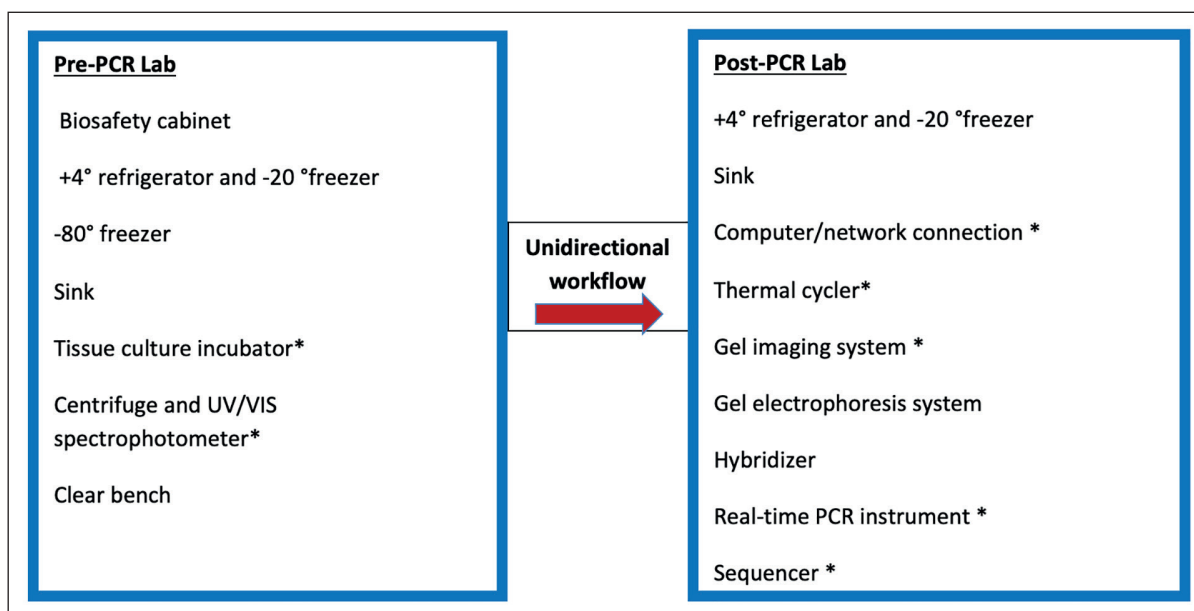 Pre-PCR Lab
Biosafety cabinet
+4° refrigerator and -20 °freezer
-80° freezer
Sink
Tissue culture incubator*
Centrifuge and UV/VIS
spectrophotometer*
Clear bench
Unidirectional
workflow
Post-PCR Lab
+4° refrigerator and -20 °freezer
Sink
Computer/network connection *
Thermal cycler*
Gel imaging system *
Gel electrophoresis system
Hybridizer
Real-time PCR instrument *
Sequencer *